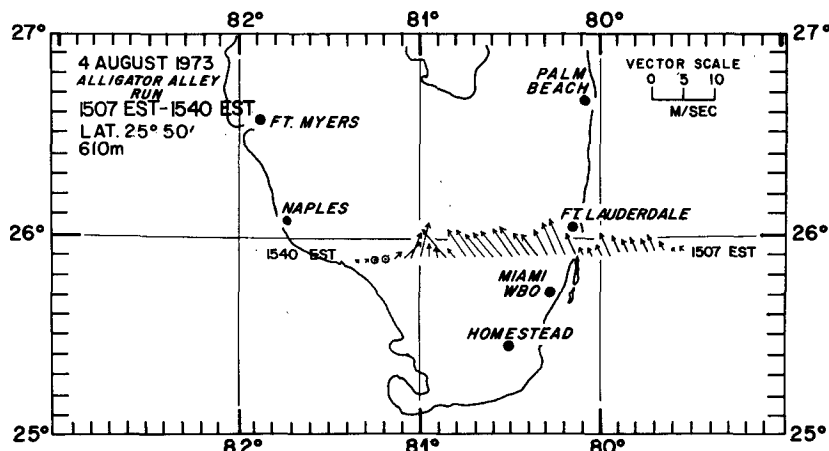 82° 81° 80°
27° 27°
4 AUGUST 1973
ALLIGATOR ALLEY
RUN
1507 EST-1540 EST
LAT. 25° 50'
610m
PALM
BEACH
VECTOR SCALE
0 5 10
M/SEC
FT. MYERS
NAPLES
FT. LAUDERDALE
26° 26°
1540 EST
1507 EST
MIAMI
WBO
HOMESTEAD
25° 25°
82° 81° 80°